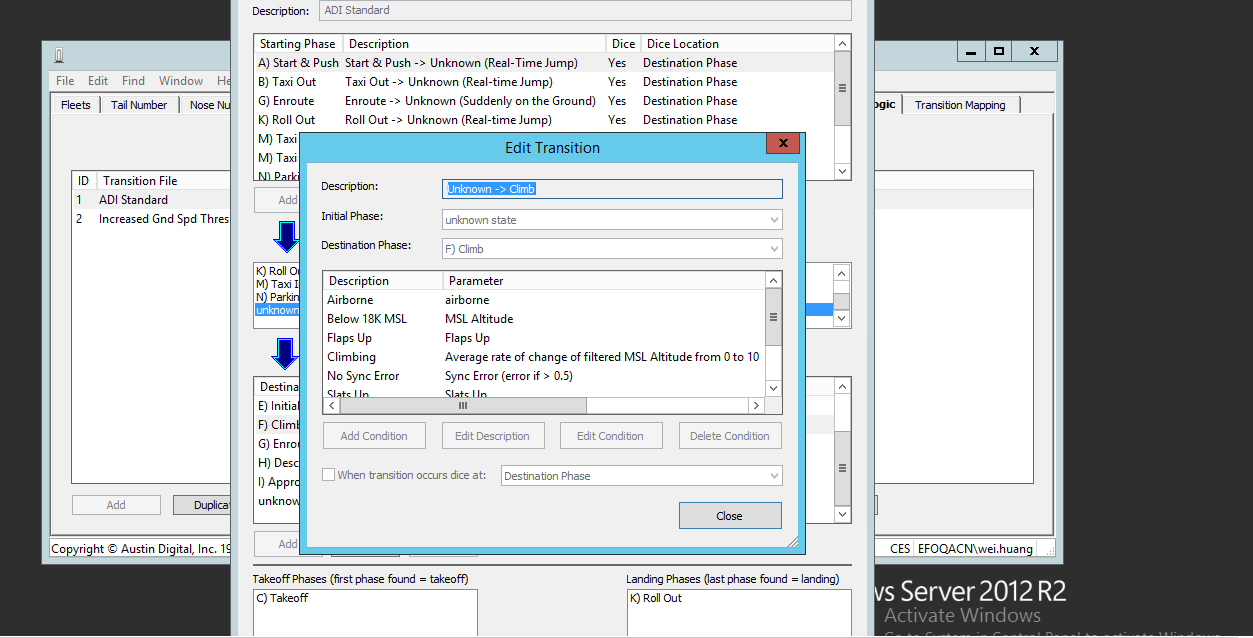 Description: ADI Standard
Starting Phase Description Dice Dice Location
A) Start & Push Start & Push -> Unknown (Real-Time Jump) Yes Destination Phase
B) Taxi Out Taxi Out -> Unknown (Real-time Jump) Yes Destination Phase
G) Enroute Enroute -> Unknown (Suddenly on the Ground) Yes Destination Phase
K) Roll Out Roll Out -> Unknown (Real-time Jump) Yes Destination Phase
M) Taxi
M) Taxi
N) Parki
Add
File Edit Find Window He
Fleets Tail Number Nose Nu
ogic Transition Mapping
ID Transition File
1 ADI Standard
2 Increased Gnd Spd Thres
Edit Transition
Description: Unknown -> Climb
Initial Phase: unknown state
Destination Phase: F) Climb
Description Parameter
Airborne airborne
Below 18K MSL MSL Altitude
Flaps Up Flaps Up
Climbing Average rate of change of filtered MSL Altitude from 0 to 10
No Sync Error Sync Error (error if > 0.5)
Slats Up Slats Up
Add Condition Edit Description Edit Condition Delete Condition
When transition occurs dice at: Destination Phase
Close
K) Roll Ou
M) Taxi I
N) Parkin
unknown
Destina
E) Initial
F) Climb
G) Enro
H) Desc
I) Appro
unknow
Add
Add Duplica
Copyright © Austin Digital, Inc. 19
CES EFOQACN\wei.huang
Takeoff Phases (first phase found = takeoff) Landing Phases (last phase found = landing)
C) Takeoff K) Roll Out
ws Server 2012 R2
Activate Windows
Go to System in Control Panel to activate Windows